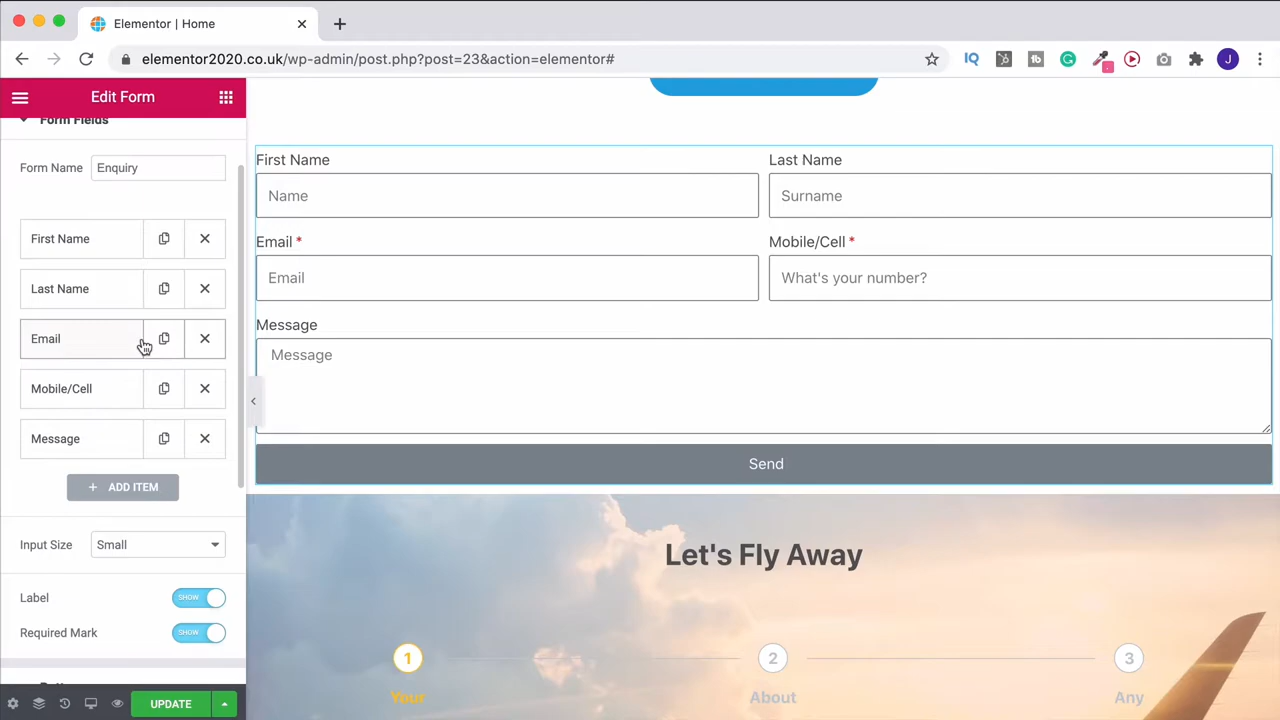 Elementor | Home
elementor2020.co.uk/wp-admin/post.php?post=23&action=elementor#
IQ
tb
J
Edit Form
Form Fields
Form Name
Enquiry
First Name
Last Name
Email
Mobile/Cell
Message
+ ADD ITEM
Input Size
Small
Label
SHOW
Required Mark
SHOW
UPDATE
First Name
Last Name
Name
Surname
Email *
Mobile/Cell *
Email
What's your number?
Message
Message
Send
Let's Fly Away
1
2
3
Your
About
Any